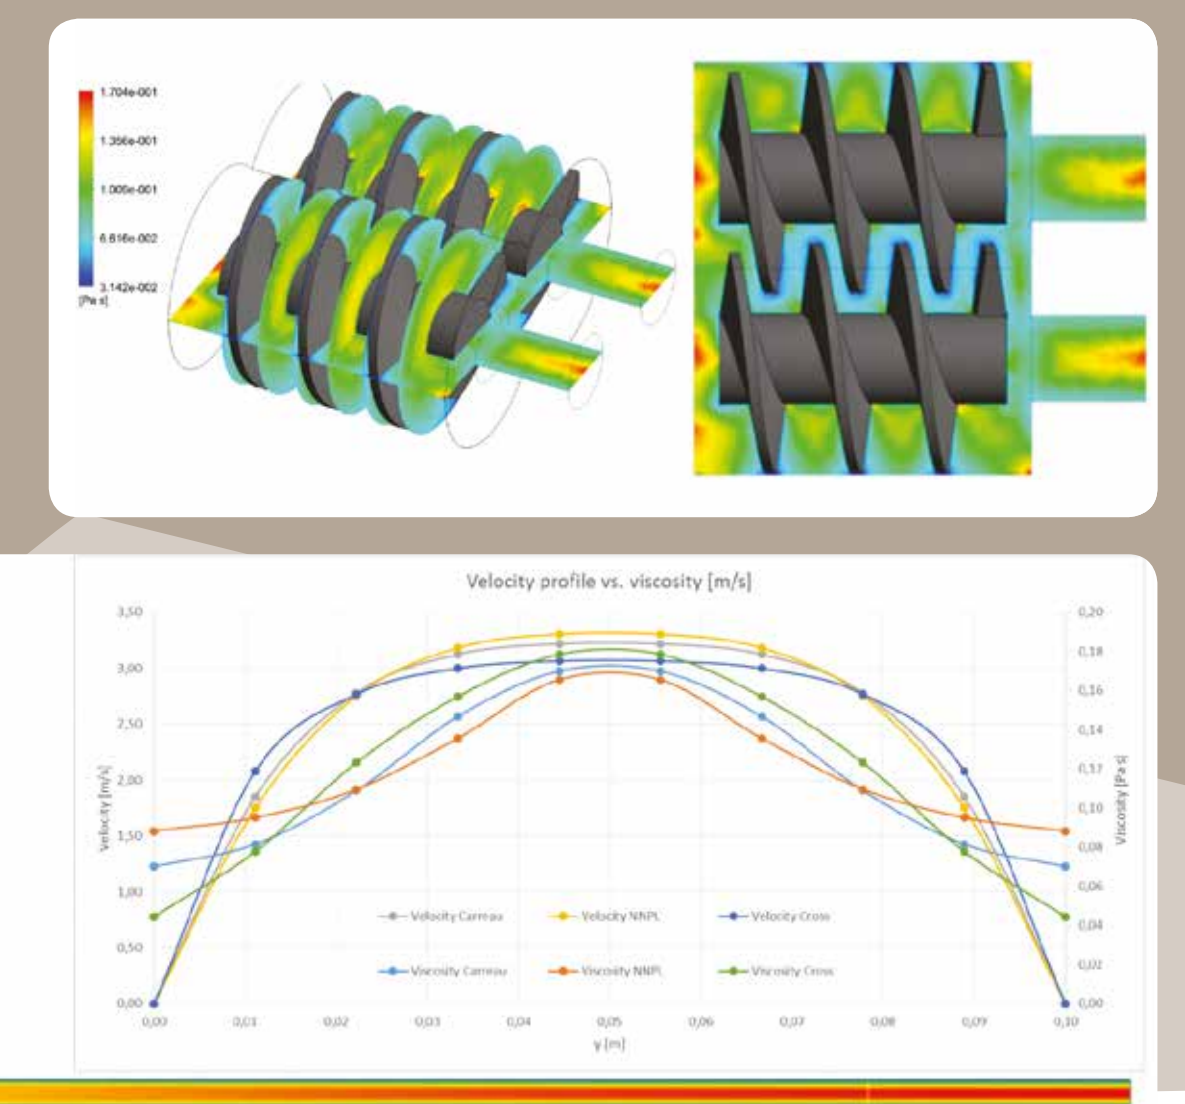 1.704e-001
1.356e-001
1.006e-001
6.616e-002
3.142e-002
[Pa s]
Velocity profile vs. viscosity [m/s]
3,50
3,00
2,50
2,00
1,50
1,00
0,50
0,00
Velocity [m/s]
0,20
0,18
0,16
0,14
0,12
0,10
0,08
0,06
0,04
0,02
0,00
Viscosity [Pa s]
Velocity Carreau
Velocity NNPL
Velocity Cross
Viscosity Carreau
Viscosity NNPL
Viscosity Cross
0,00 0,01 0,02 0,03 0,04 0,05 0,06 0,07 0,08 0,09 0,10
y [m]